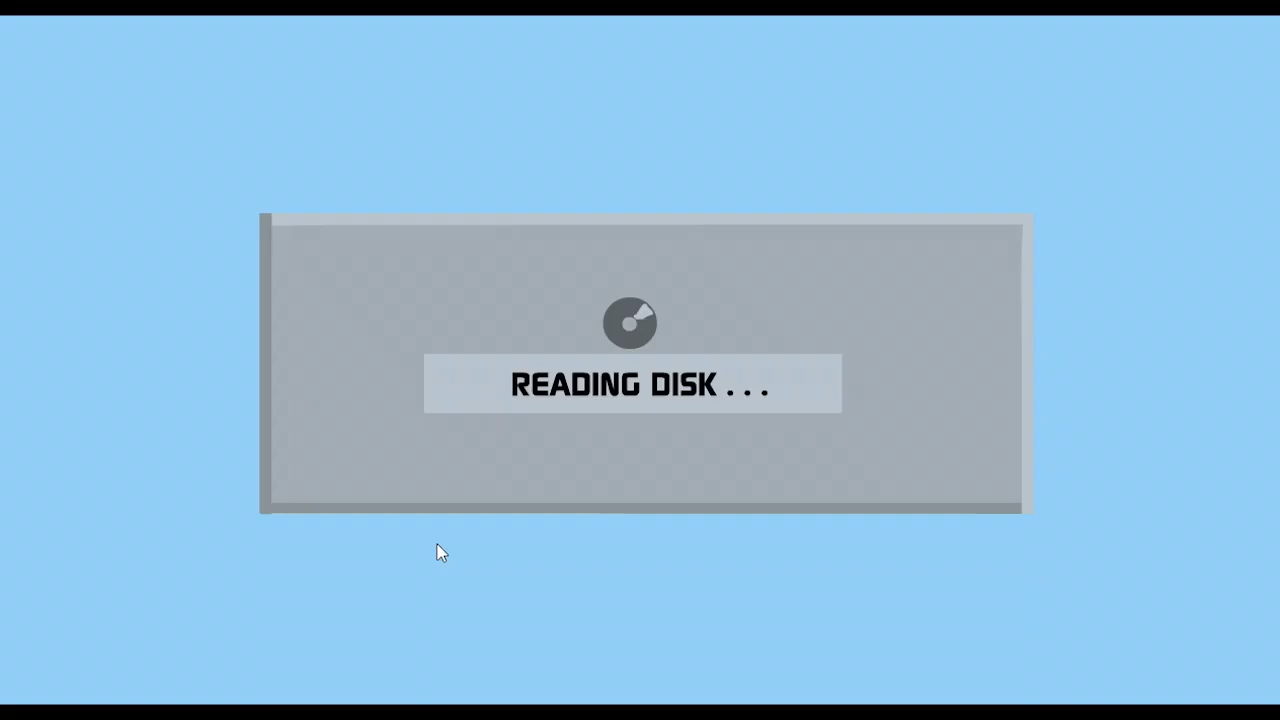 READING DISK . . .